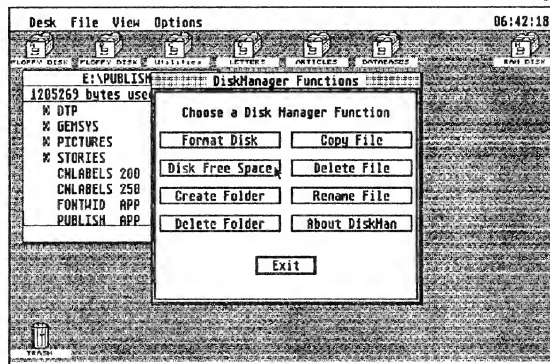 Desk File View Options 06:42:18
FLOPPY DISK FLOPPY DISK Utilities LETTERS ARTICLES DATABASES RAM DISK
E:\PUBLISH
1205269 bytes use
DTP
GEMSYS
PICTURES
STORIES
CNLABELS 200
CNLABELS 250
FONTWID APP
PUBLISH APP
DiskManager Functions
Choose a Disk Manager Function
Format Disk Copy File
Disk Free Space Delete File
Create Folder Rename File
Delete Folder About DiskMan
Exit
TRASH